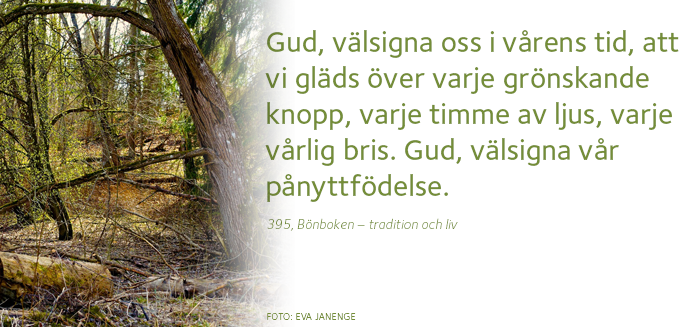 Gud, välsigna oss i vårens tid, att
vi gläds över varje grönskande
knopp, varje timme av ljus, varje
vårlig bris. Gud, välsigna vår
pånyttfödelse.
395, Bönboken – tradition och liv
FOTO: EVA JANENGE